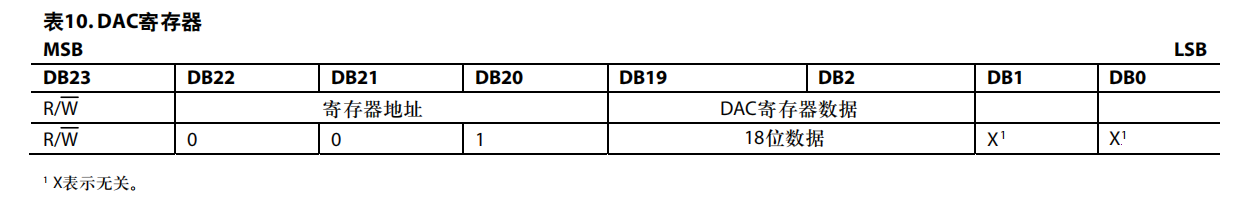 表10. DAC寄存器
MSB LSB
DB23 DB22 DB21 DB20 DB19 DB2 DB1 DB0
R/W̅ 寄存器地址 DAC寄存器数据
R/W̅ 0 0 1 18位数据 X¹ X¹
¹ X表示无关。